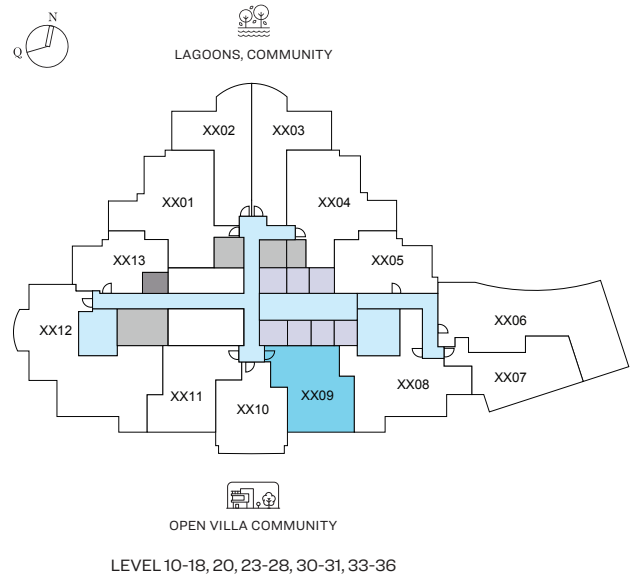 N
Q
LAGOONS, COMMUNITY
XX02
XX03
XX01
XX04
XX13
XX05
XX12
XX06
XX07
XX08
XX11
XX09
XX10
OPEN VILLA COMMUNITY
LEVEL 10-18, 20, 23-28, 30-31, 33-36